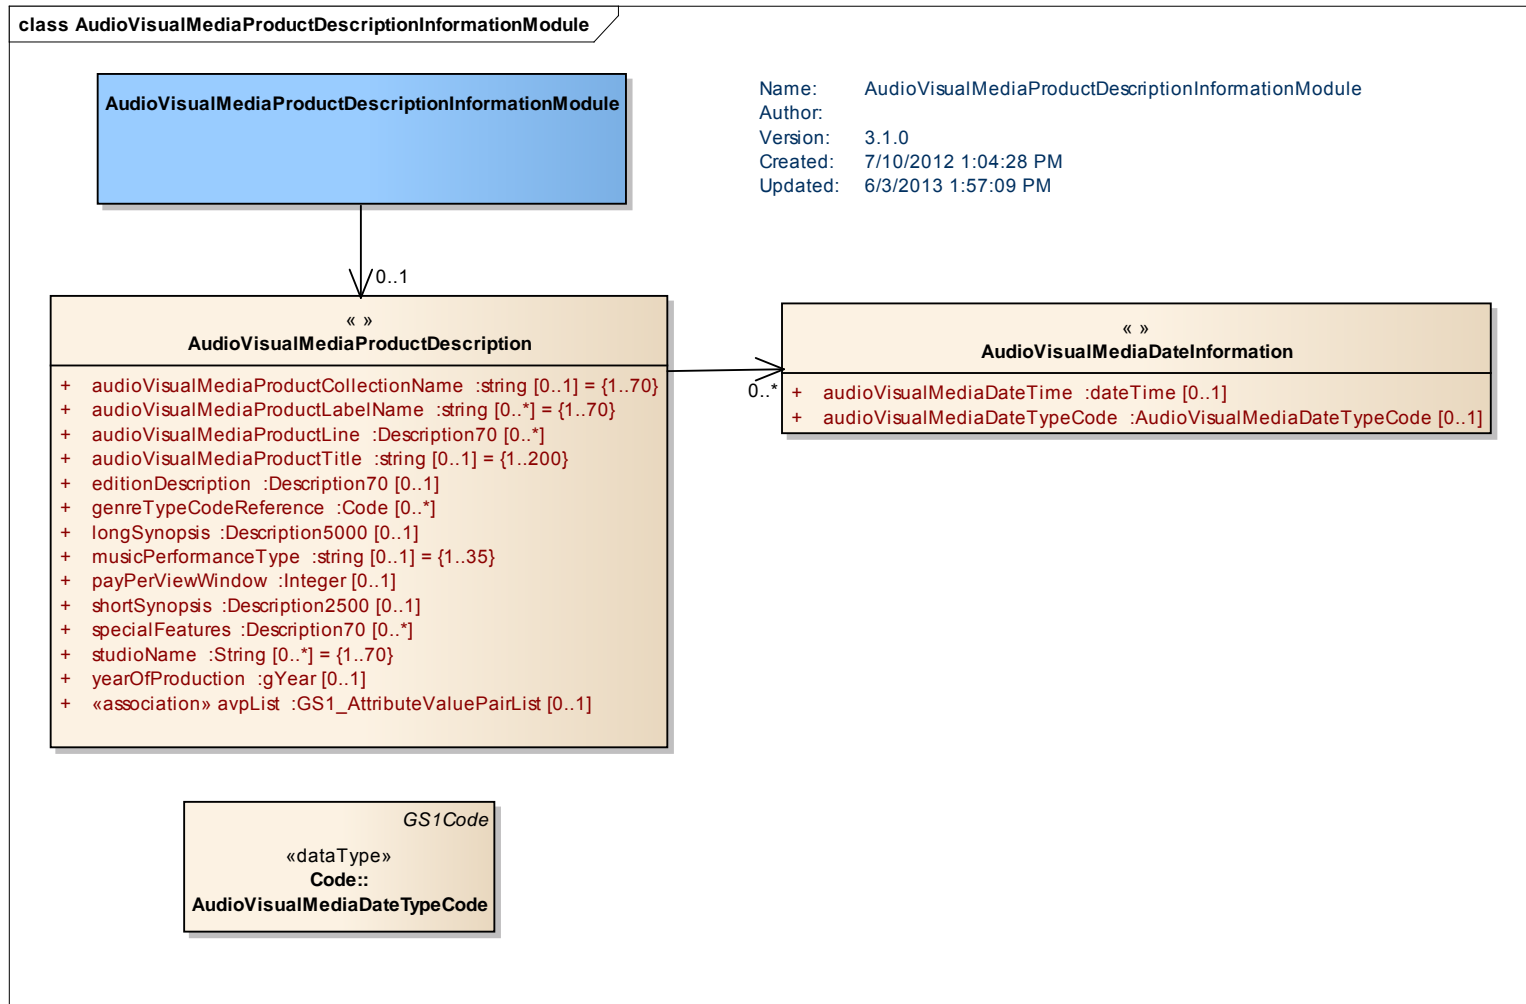 class AudioVisualMediaProductDescriptionInformationModule
AudioVisualMediaProductDescriptionInformationModule
Name: AudioVisualMediaProductDescriptionInformationModule
Author:
Version: 3.1.0
Created: 7/10/2012 1:04:28 PM
Updated: 6/3/2013 1:57:09 PM
0..1
« »
AudioVisualMediaProductDescription
+ audioVisualMediaProductCollectionName :string [0..1] = {1..70}
+ audioVisualMediaProductLabelName :string [0..*] = {1..70}
+ audioVisualMediaProductLine :Description70 [0..*]
+ audioVisualMediaProductTitle :string [0..1] = {1..200}
+ editionDescription :Description70 [0..1]
+ genreTypeCodeReference :Code [0..*]
+ longSynopsis :Description5000 [0..1]
+ musicPerformanceType :string [0..1] = {1..35}
+ payPerViewWindow :Integer [0..1]
+ shortSynopsis :Description2500 [0..1]
+ specialFeatures :Description70 [0..*]
+ studioName :String [0..*] = {1..70}
+ yearOfProduction :gYear [0..1]
+ «association» avpList :GS1_AttributeValuePairList [0..1]
0..*
« »
AudioVisualMediaDateInformation
+ audioVisualMediaDateTime :dateTime [0..1]
+ audioVisualMediaDateTypeCode :AudioVisualMediaDateTypeCode [0..1]
GS1Code
«dataType»
Code::
AudioVisualMediaDateTypeCode